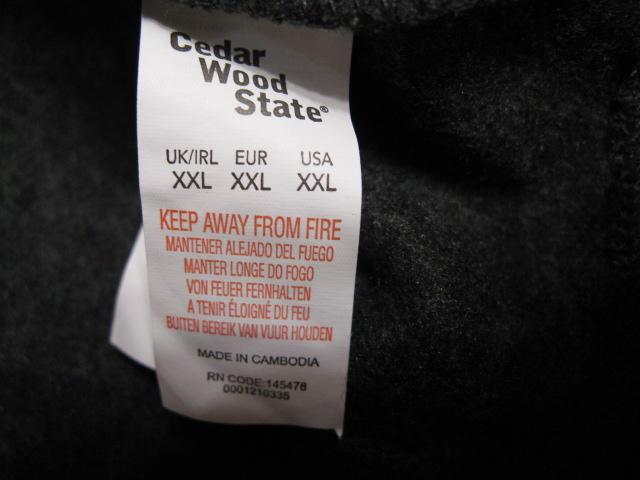 Cedar
Wood
State®
UK/IRL EUR USA
XXL XXL XXL
KEEP AWAY FROM FIRE
MANTENER ALEJADO DEL FUEGO
MANTER LONGE DO FOGO
VON FEUER FERNHALTEN
A TENIR ÉLOIGNÉ DU FEU
BUITEN BEREIK VAN VUUR HOUDEN
MADE IN CAMBODIA
RN CODE:145478
0001210335